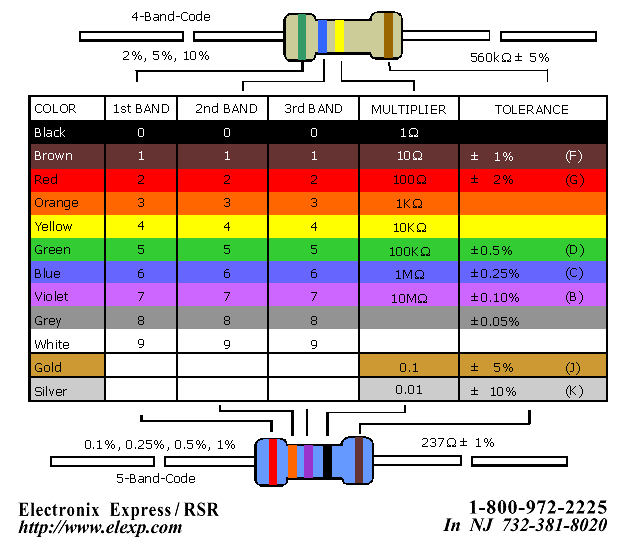 4-Band-Code
2%, 5%, 10%
560kΩ ± 5%
COLOR 1st BAND 2nd BAND 3rd BAND MULTIPLIER TOLERANCE
Black 0 0 0 1Ω
Brown 1 1 1 10Ω ± 1% (F)
Red 2 2 2 100Ω ± 2% (G)
Orange 3 3 3 1KΩ
Yellow 4 4 4 10KΩ
Green 5 5 5 100KΩ ±0.5% (D)
Blue 6 6 6 1MΩ ±0.25% (C)
Violet 7 7 7 10MΩ ±0.10% (B)
Grey 8 8 8 ±0.05%
White 9 9 9
Gold 0.1 ± 5% (J)
Silver 0.01 ± 10% (K)
0.1%, 0.25%, 0.5%, 1%
237Ω ± 1%
5-Band-Code
Electronix Express / RSR
http://www.elexp.com
1-800-972-2225
In NJ 732-381-8020